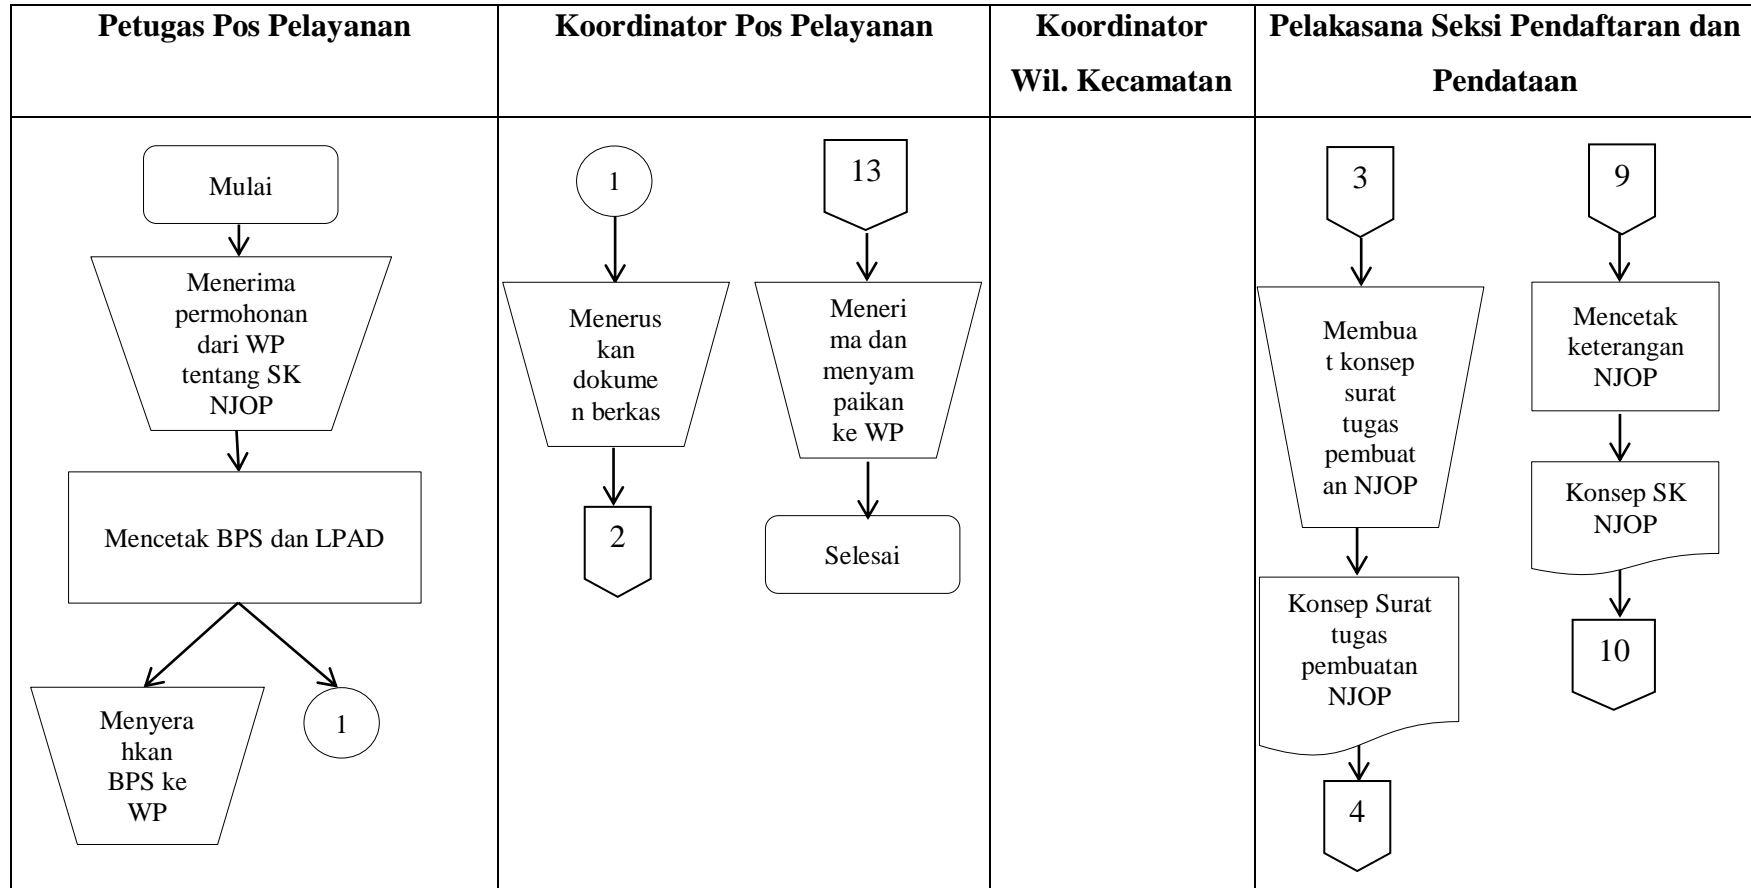 Petugas Pos Pelayanan
Koordinator Pos Pelayanan
Koordinator
Wil. Kecamatan
Pelakasana Seksi Pendaftaran dan
Pendataan
Mulai
Menerima
permohonan
dari WP
tentang SK
NJOP
Mencetak BPS dan LPAD
Menyera
hkan
BPS ke
WP
1
1
Menerus
kan
dokume
n berkas
2
13
Meneri
ma dan
menyam
paikan
ke WP
Selesai
3
Membua
t konsep
surat
tugas
pembuat
an NJOP
Konsep Surat
tugas
pembuatan
NJOP
4
9
Mencetak
keterangan
NJOP
Konsep SK
NJOP
10